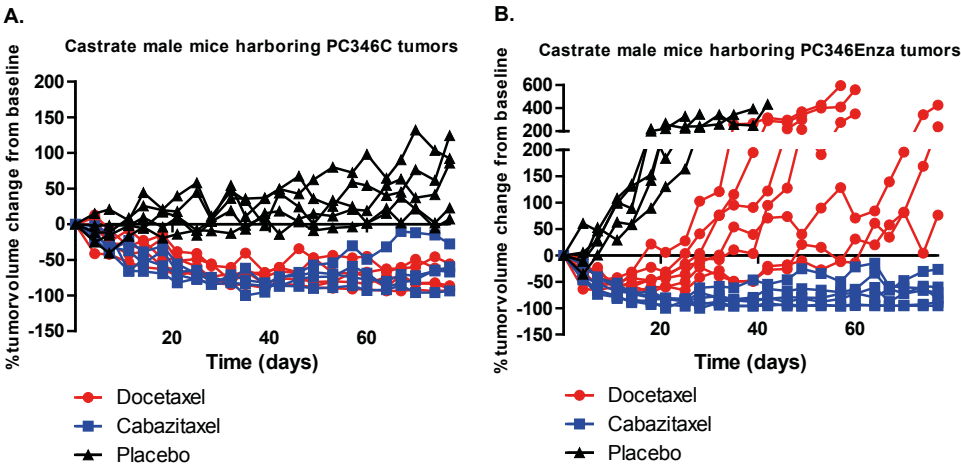 A.
Castrate male mice harboring PC346C tumors
%tumorvolume change from baseline
200
150
100
50
0
-50
-100
-150
20
40
60
Time (days)
Docetaxel
Cabazitaxel
Placebo
B.
Castrate male mice harboring PC346Enza tumors
%tumorvolume change from baseline
600
400
200
200
150
100
50
0
-50
-100
-150
20
40
60
Time (days)
Docetaxel
Cabazitaxel
Placebo